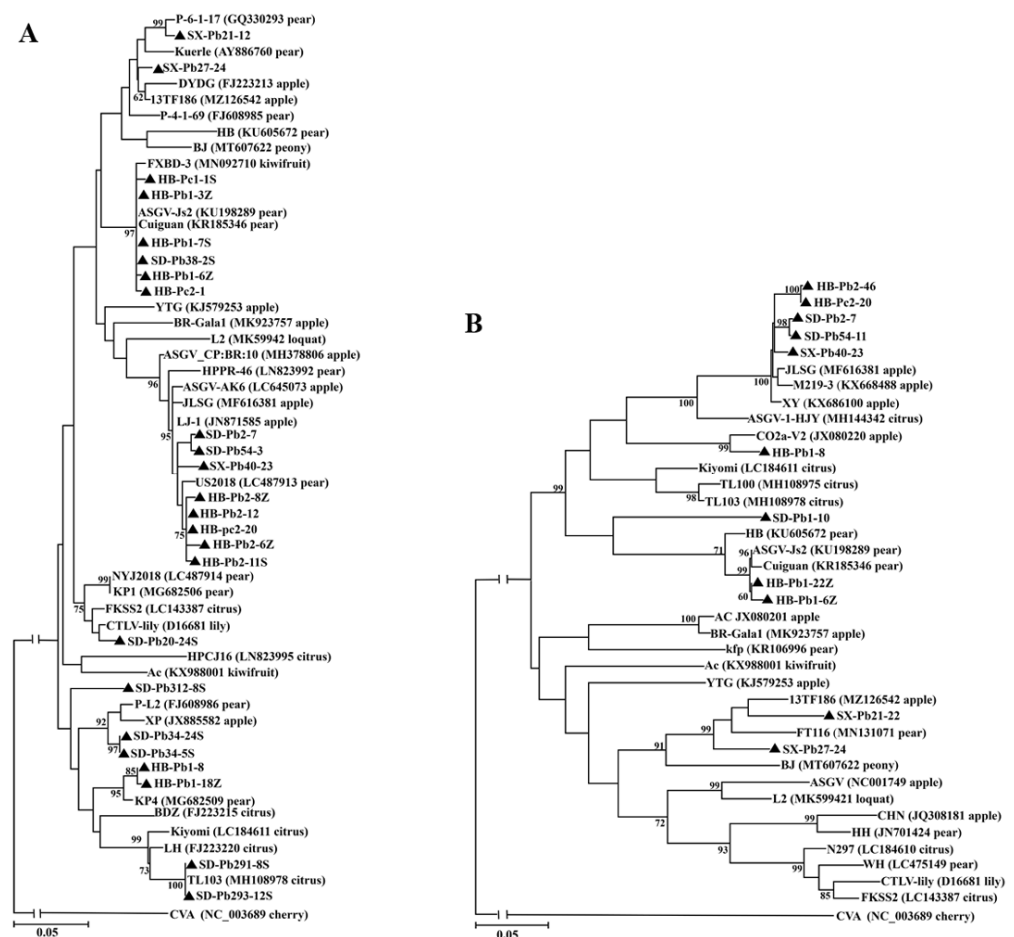 A
99
P-6-1-17 (GQ330293 pear)
SX-Pb21-12
Kuerle (AY886760 pear)
SX-Pb27-24
DYDG (FJ223213 apple)
62
13TF186 (MZ126542 apple)
P-4-1-69 (FJ608985 pear)
HB (KU605672 pear)
BJ (MT607622 peony)
FXBD-3 (MN092710 kiwifruit)
HB-Pc1-1S
HB-Pb1-3Z
ASGV-Js2 (KU198289 pear)
Cuiguan (KR185346 pear)
97
HB-Pb1-7S
SD-Pb38-2S
HB-Pb1-6Z
HB-Pc2-1
YTG (KJ579253 apple)
BR-Gala1 (MK923757 apple)
L2 (MK59942 loquat)
ASGV_CP:BR:10 (MH378806 apple)
HPPR-46 (LN823992 pear)
96
ASGV-AK6 (LC645073 apple)
JLSG (MF616381 apple)
LJ-1 (JN871585 apple)
95
SD-Pb2-7
SD-Pb54-3
SX-Pb40-23
US2018 (LC487913 pear)
HB-Pb2-8Z
HB-Pb2-12
HB-pc2-20
75
HB-Pb2-6Z
HB-Pb2-11S
99
NYJ2018 (LC487914 pear)
KP1 (MG682506 pear)
75
FKSS2 (LC143387 citrus)
CTLV-lily (D16681 lily)
SD-Pb20-24S
HPCJ16 (LN823995 citrus)
Ac (KX988001 kiwifruit)
SD-Pb312-8S
P-L2 (FJ608986 pear)
92
XP (JX885582 apple)
SD-Pb34-24S
97
SD-Pb34-5S
85
HB-Pb1-8
HB-Pb1-18Z
95
KP4 (MG682509 pear)
BDZ (FJ223215 citrus)
Kiyomi (LC184611 citrus)
99
LH (FJ223220 citrus)
73
SD-Pb291-8S
TL103 (MH108978 citrus)
100
SD-Pb293-12S
CVA (NC_003689 cherry)
0.05
B
100
HB-Pb2-46
HB-Pc2-20
SD-Pb2-7
98
SD-Pb54-11
SX-Pb40-23
JLSG (MF616381 apple)
100
M219-3 (KX668488 apple)
XY (KX686100 apple)
100
ASGV-1-HJY (MH144342 citrus)
CO2a-V2 (JX080220 apple)
99
HB-Pb1-8
Kiyomi (LC184611 citrus)
TL100 (MH108975 citrus)
98
TL103 (MH108978 citrus)
99
SD-Pb1-10
HB (KU605672 pear)
71
96
ASGV-Js2 (KU198289 pear)
Cuiguan (KR185346 pear)
99
HB-Pb1-22Z
60
HB-Pb1-6Z
AC JX080201 apple
100
BR-Gala1 (MK923757 apple)
kfp (KR106996 pear)
Ac (KX988001 kiwifruit)
YTG (KJ579253 apple)
13TF186 (MZ126542 apple)
SX-Pb21-22
99
FT116 (MN131071 pear)
91
SX-Pb27-24
BJ (MT607622 peony)
ASGV (NC001749 apple)
99
L2 (MK599421 loquat)
72
CHN (JQ308181 apple)
99
HH (JN701424 pear)
93
N297 (LC184610 citrus)
99
WH (LC475149 pear)
CTLV-lily (D16681 lily)
85
FKSS2 (LC143387 citrus)
CVA (NC_003689 cherry)
0.05